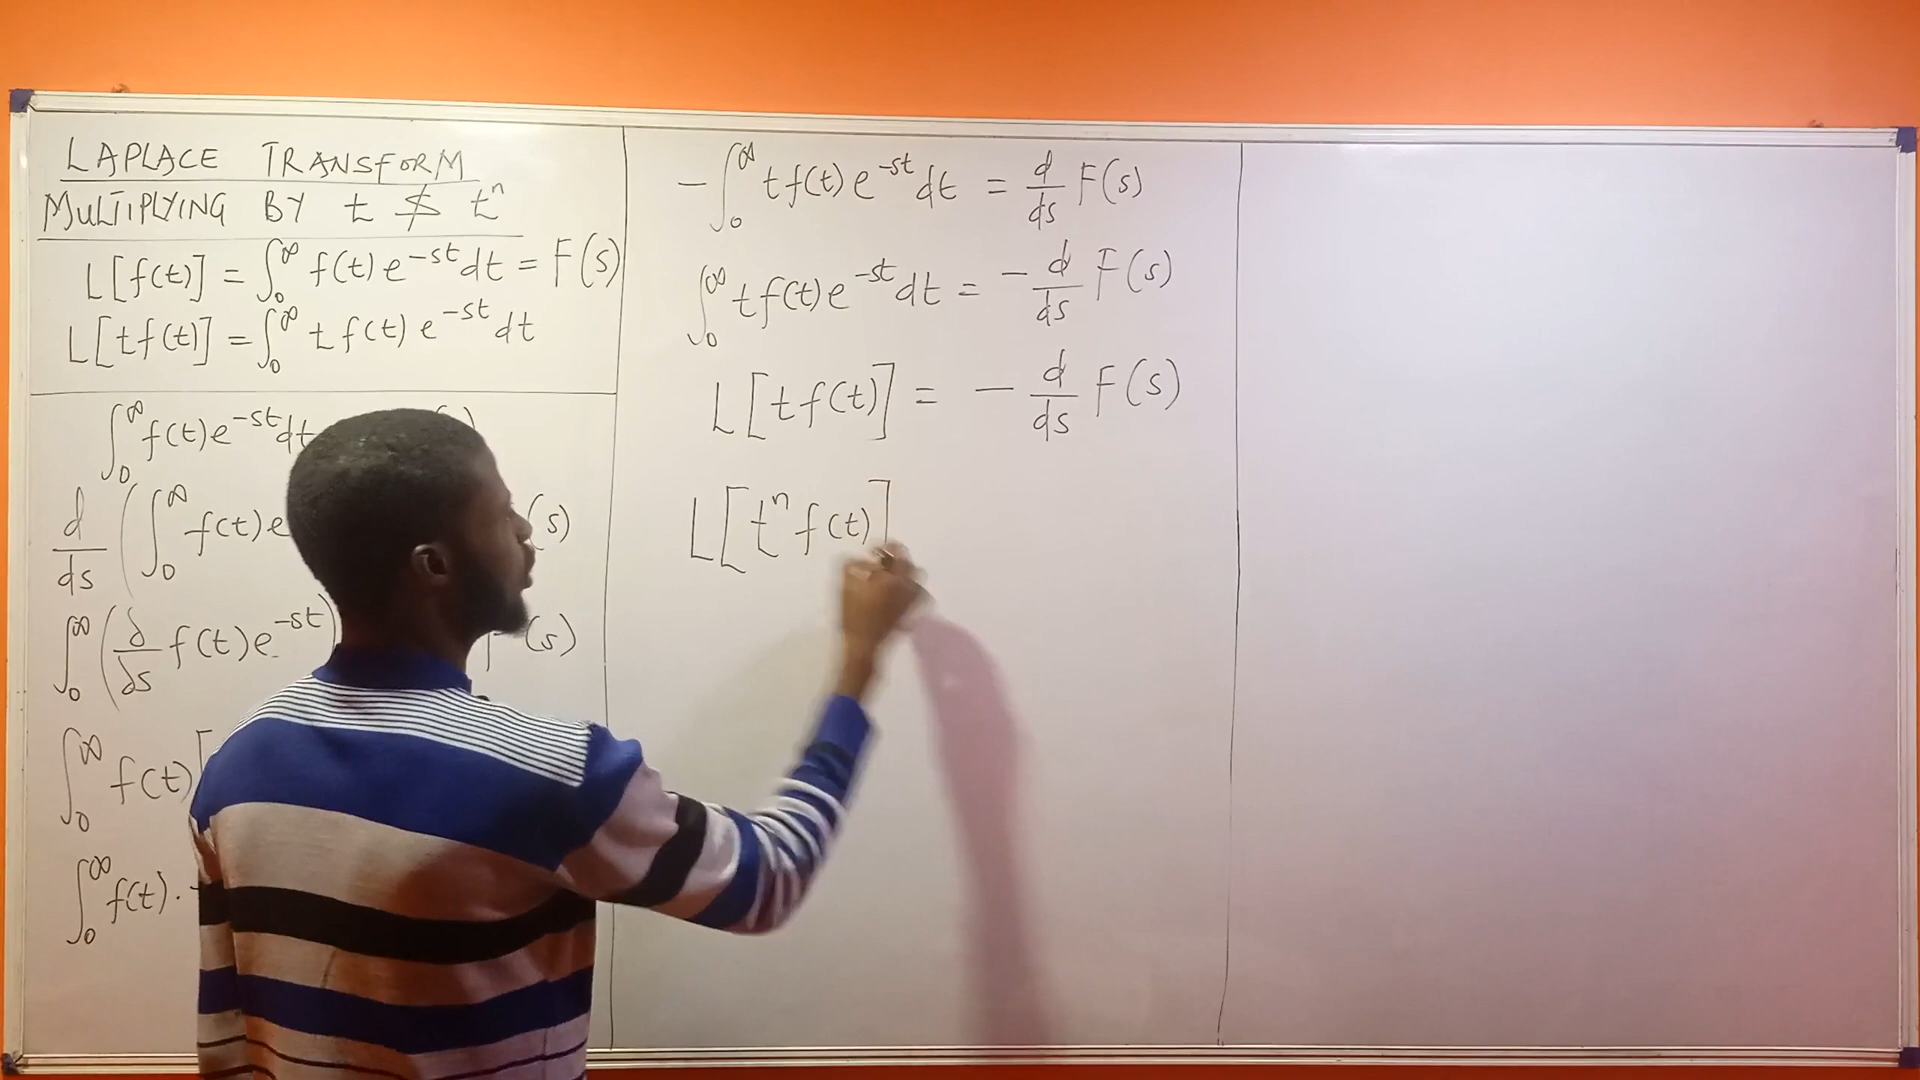 LAPLACE TRANSFORM
MULTIPLYING BY t & tⁿ
L[f(t)] = ∫₀^∞ f(t) e^-st dt = F(s)
L[tf(t)] = ∫₀^∞ t f(t) e^-st dt
∫₀^∞ f(t) e^-st dt
d/ds (∫₀^∞ f(t) e (s)
∫₀^∞ (∂/∂s f(t) e^-st) (s)
∫₀^∞ f(t) [
∫₀^∞ f(t) .
- ∫₀^∞ t f(t) e^-st dt = d/ds F(s)
∫₀^∞ t f(t) e^-st dt = - d/ds F(s)
L[tf(t)] = - d/ds F(s)
L[tⁿ f(t)]